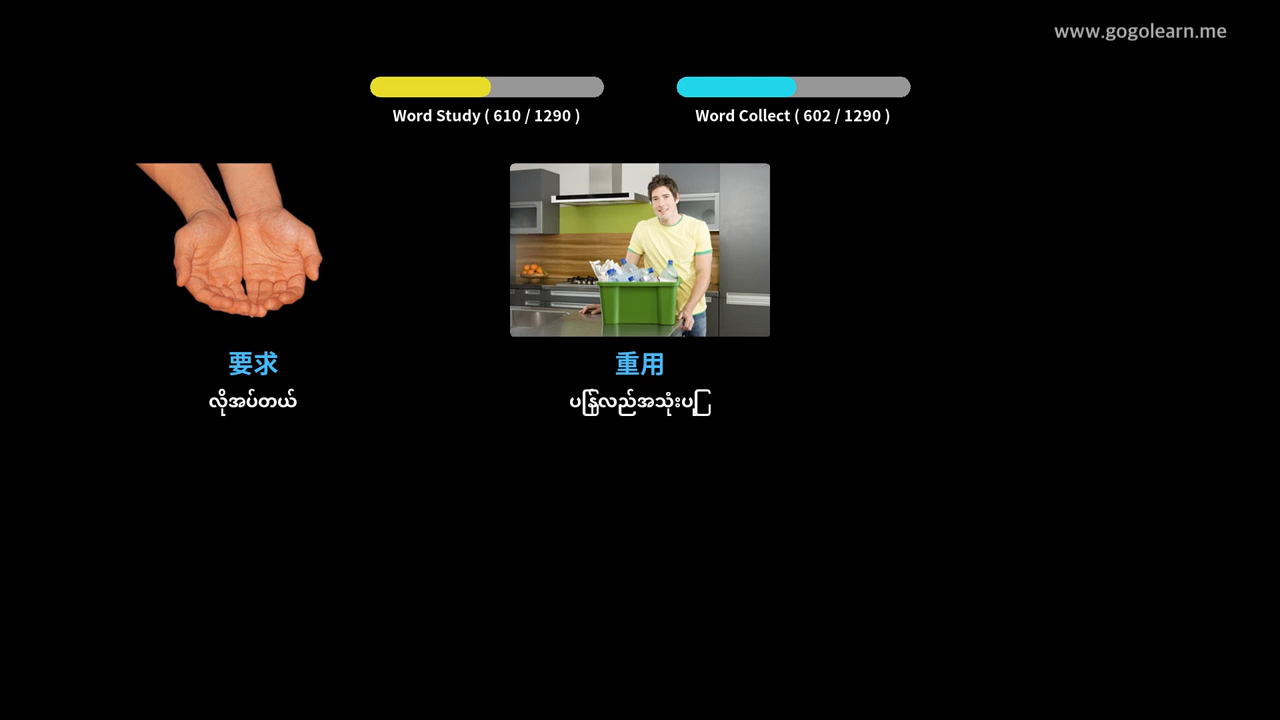 www.gogolearn.me
Word Study ( 610 / 1290 )
Word Collect ( 602 / 1290 )
要求
重用
လိုအပ်တယ်
ပန်လြည်အသုံးပြု